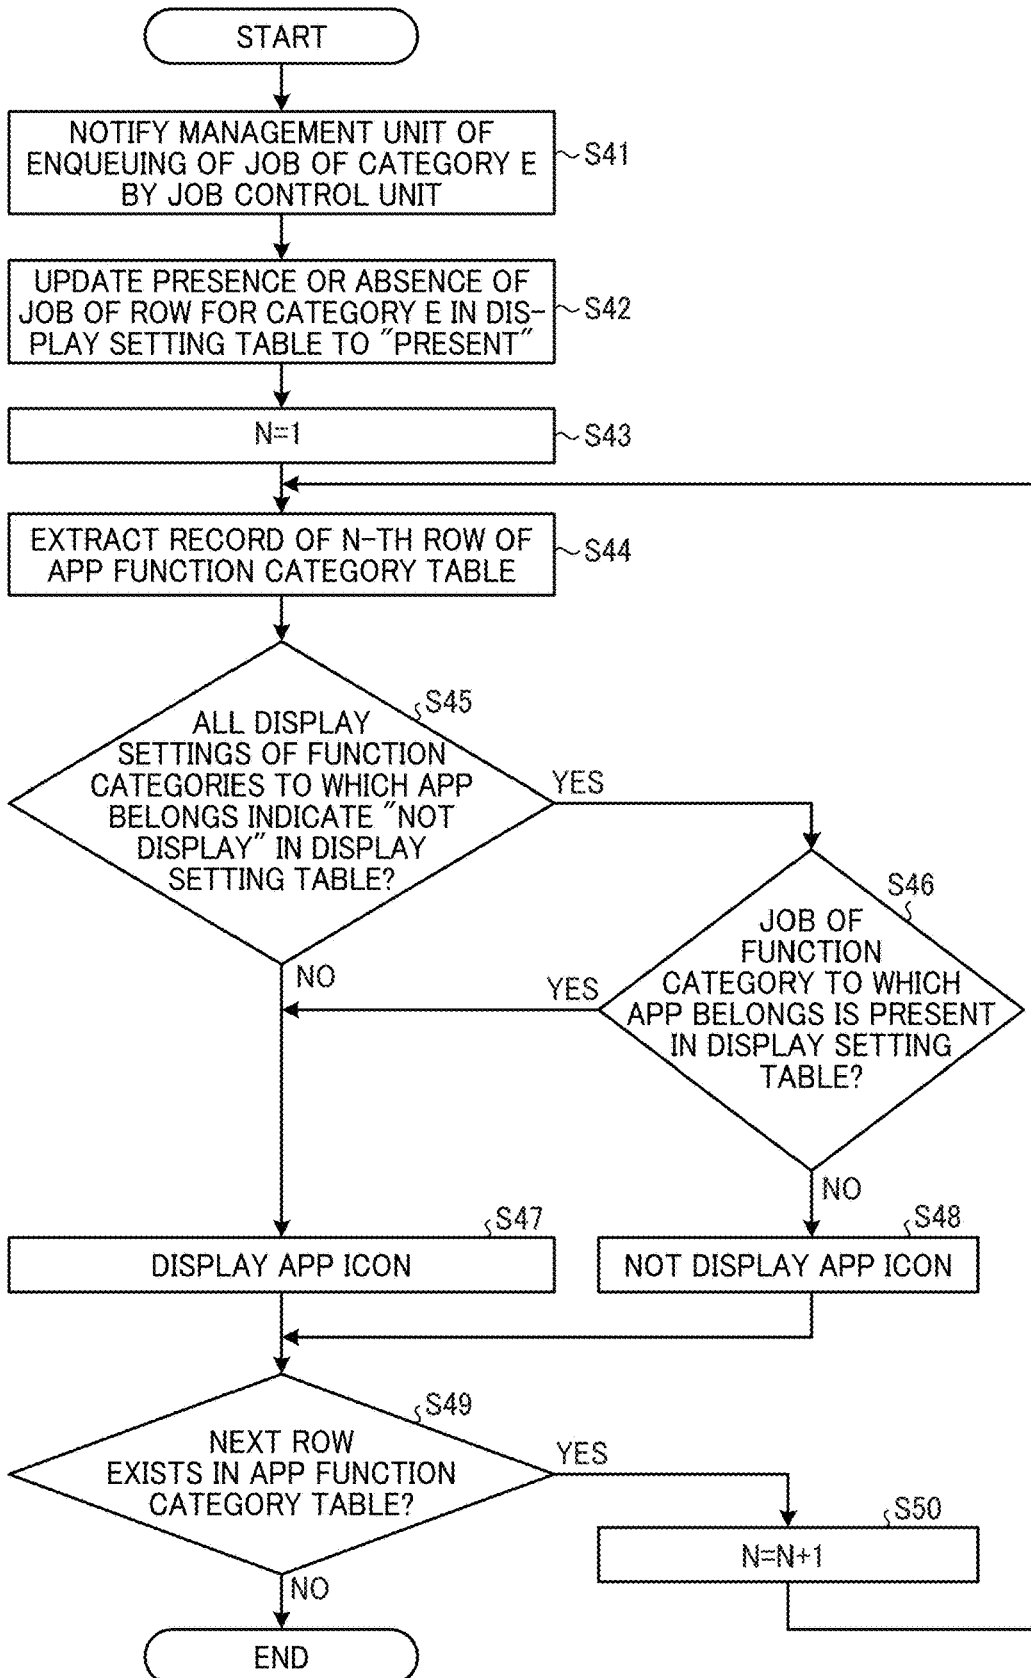 START
NOTIFY MANAGEMENT UNIT OF
ENQUEUING OF JOB OF CATEGORY E
BY JOB CONTROL UNIT
S41
UPDATE PRESENCE OR ABSENCE OF
JOB OF ROW FOR CATEGORY E IN DIS-
PLAY SETTING TABLE TO "PRESENT"
S42
N=1
S43
EXTRACT RECORD OF N-TH ROW OF
APP FUNCTION CATEGORY TABLE
S44
S45
ALL DISPLAY
SETTINGS OF FUNCTION
CATEGORIES TO WHICH APP
BELONGS INDICATE "NOT
DISPLAY" IN DISPLAY
SETTING TABLE?
YES
NO
S46
JOB OF
FUNCTION
CATEGORY TO WHICH
APP BELONGS IS PRESENT
IN DISPLAY SETTING
TABLE?
YES
NO
S47
DISPLAY APP ICON
S48
NOT DISPLAY APP ICON
S49
NEXT ROW
EXISTS IN APP FUNCTION
CATEGORY TABLE?
YES
NO
S50
N=N+1
END